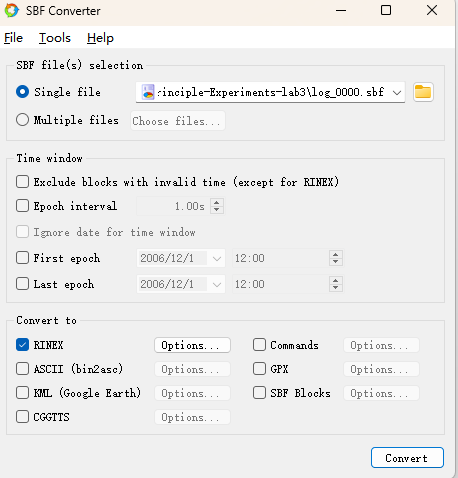 SBF Converter
File Tools Help
SBF file(s) selection
Single file rinciple-Experiments-lab3\log_0000.sbf
Multiple files Choose files...
Time window
Exclude blocks with invalid time (except for RINEX)
Epoch interval 1.00s
Ignore date for time window
First epoch 2006/12/1 12:00
Last epoch 2006/12/1 12:00
Convert to
RINEX Options... Commands Options...
ASCII (bin2asc) Options... GPX Options...
KML (Google Earth) Options... SBF Blocks Options...
CGGTTS Options...
Convert